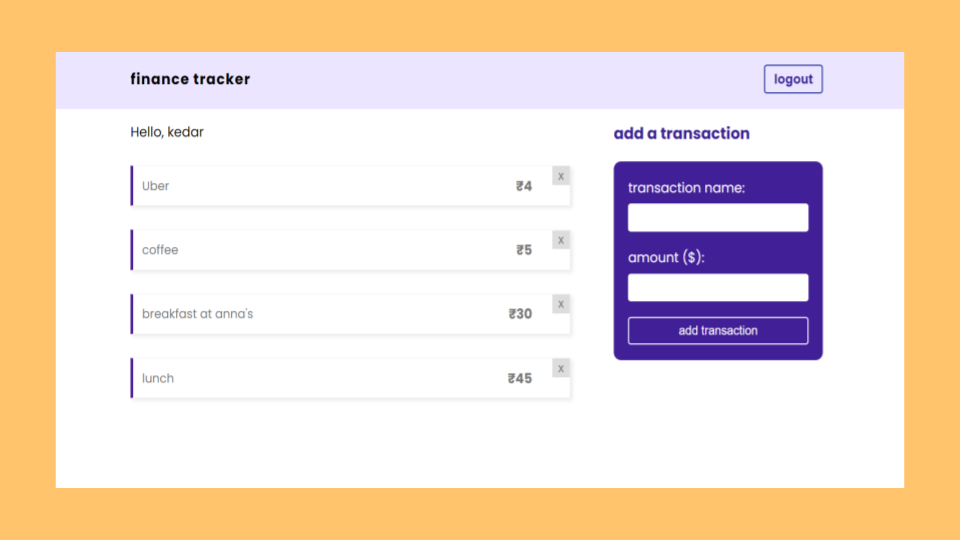 finance tracker
logout
Hello, kedar
Uber ₹4 x
coffee ₹5 x
breakfast at anna's ₹30 x
lunch ₹45 x
add a transaction
transaction name:
amount ($):
add transaction